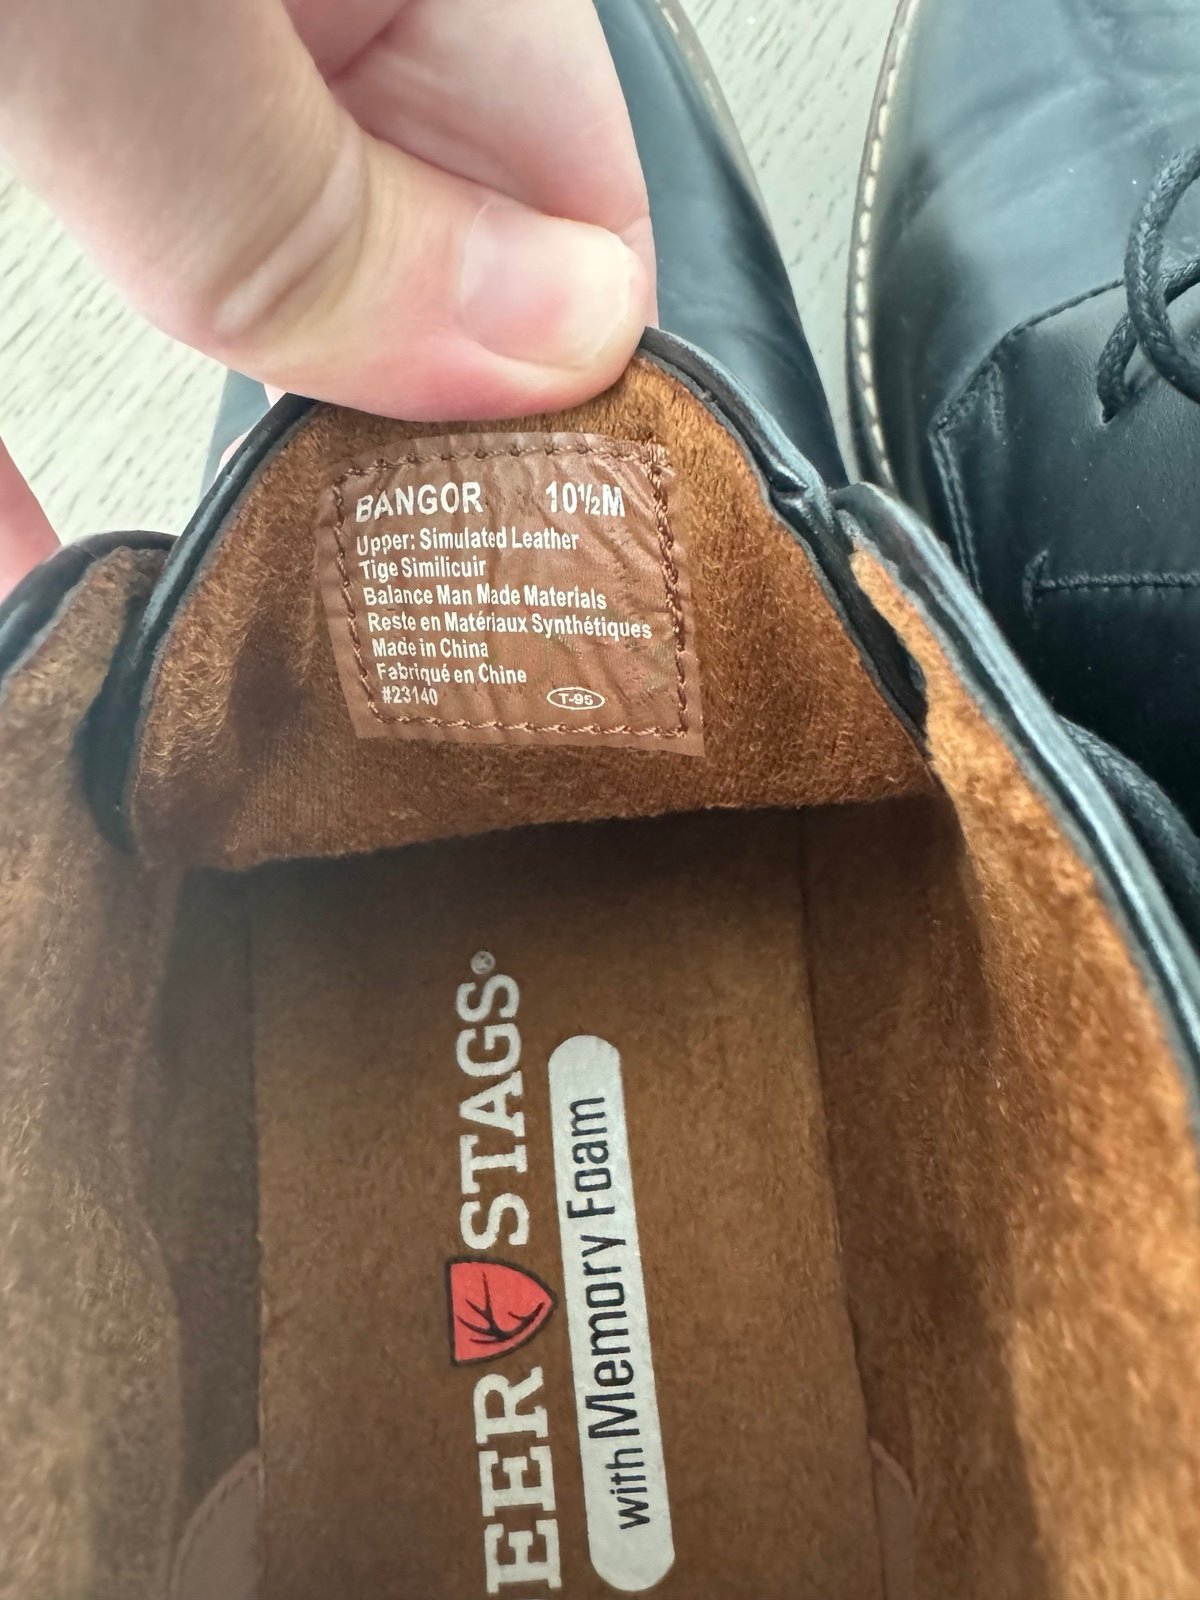 BANGOR 10½M
Upper: Simulated Leather
Tige Similicuir
Balance Man Made Materials
Reste en Matériaux Synthétiques
Made in China
Fabriqué en Chine
#23140 T-95
EER STAGS®
with Memory Foam